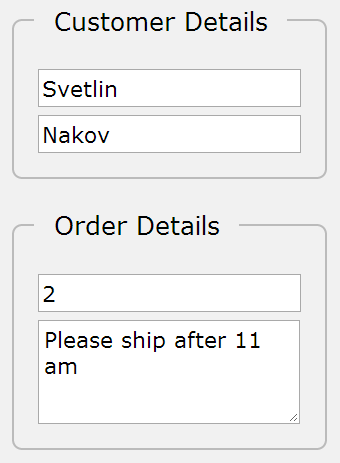 Customer Details
Svetlin
Nakov
Order Details
2
Please ship after 11
am